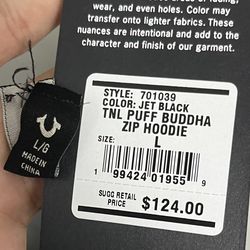 wear, and even holes. Color may
transfer onto lighter fabrics. These
nuances are intentional and add to the
character and finish of our garment.
STYLE: 701039
COLOR: JET BLACK
TNL PUFF BUDDHA
ZIP HOODIE
SIZE:
L
1 99424 01955 9
SUGG RETAIL
PRICE
$124.00
L/G
MADE IN
CHINA